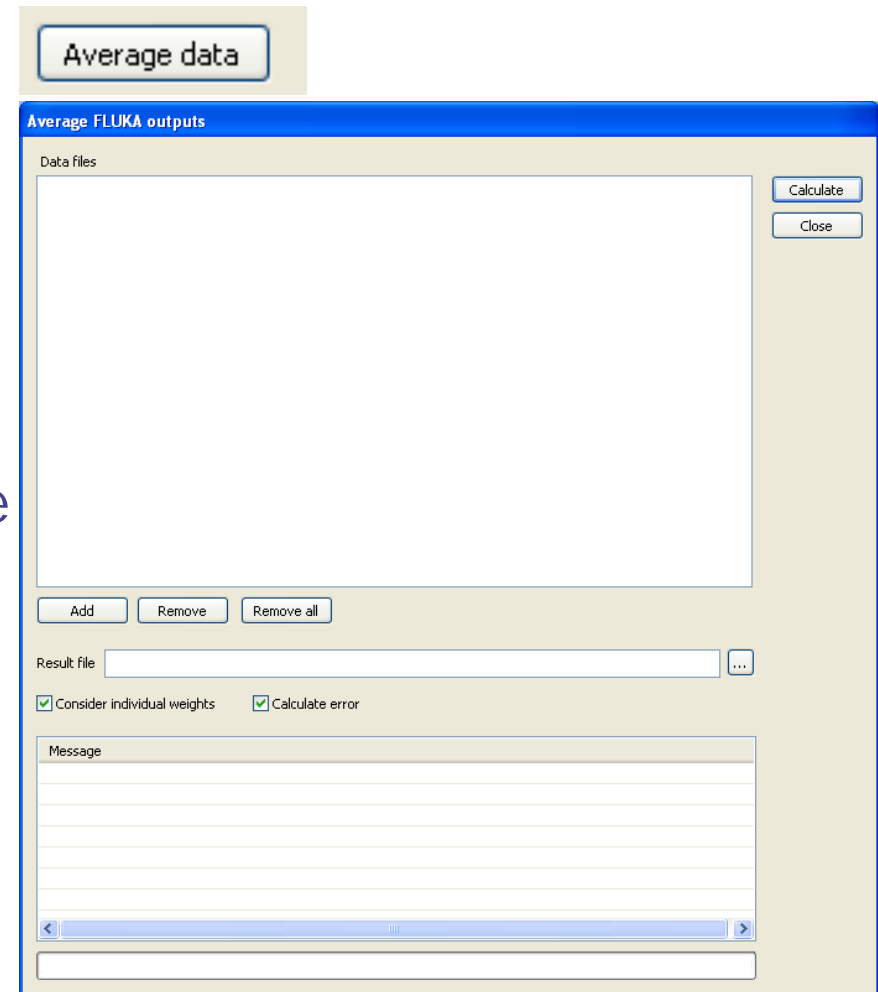 Average data
Average FLUKA outputs
Data files
Calculate
Close
e
Add Remove Remove all
Result file ...
Consider individual weights Calculate error
Message